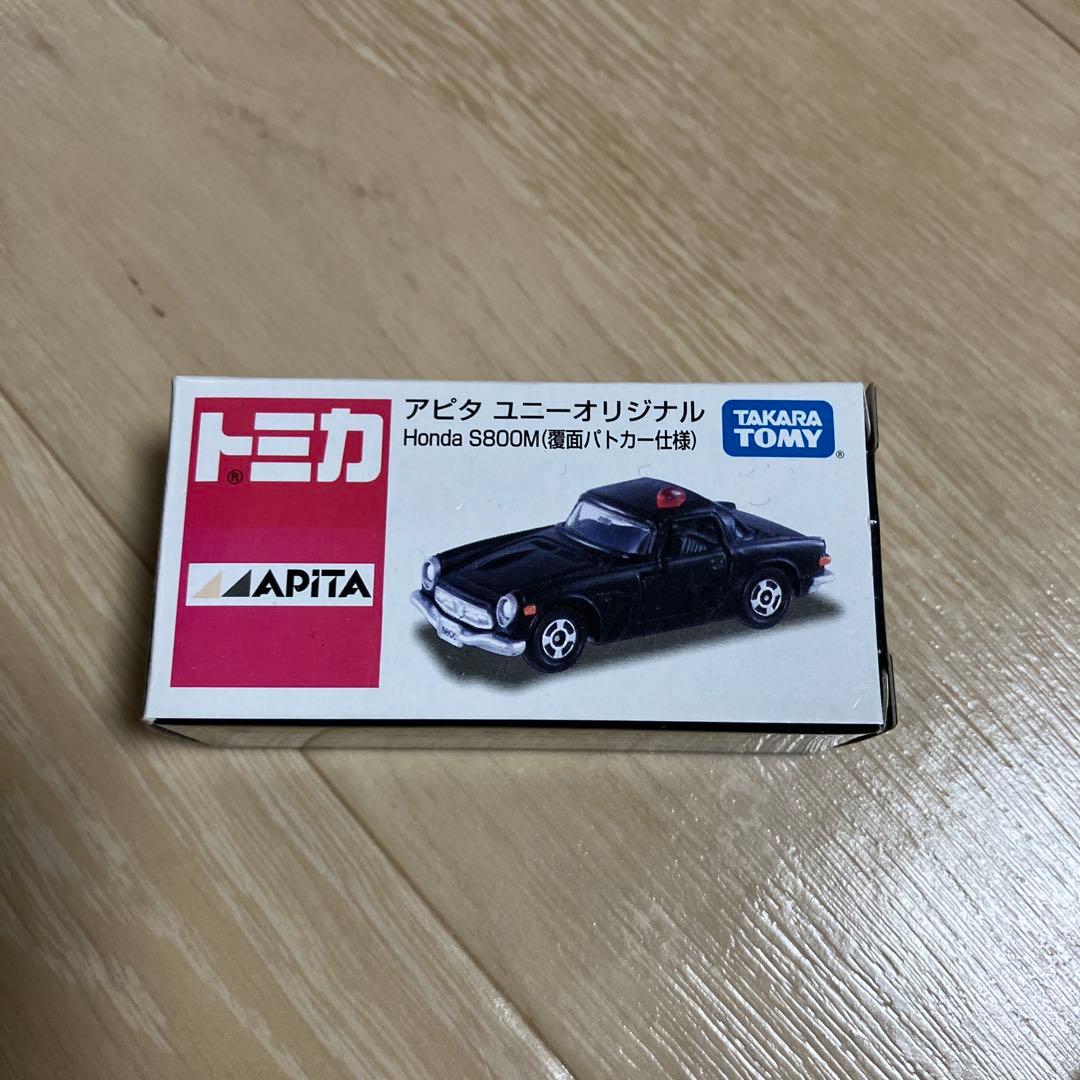 トミカ
®
APiTA
アピタ ユニーオリジナル
Honda S800M(覆面パトカー仕様)
TAKARA
TOMY
®